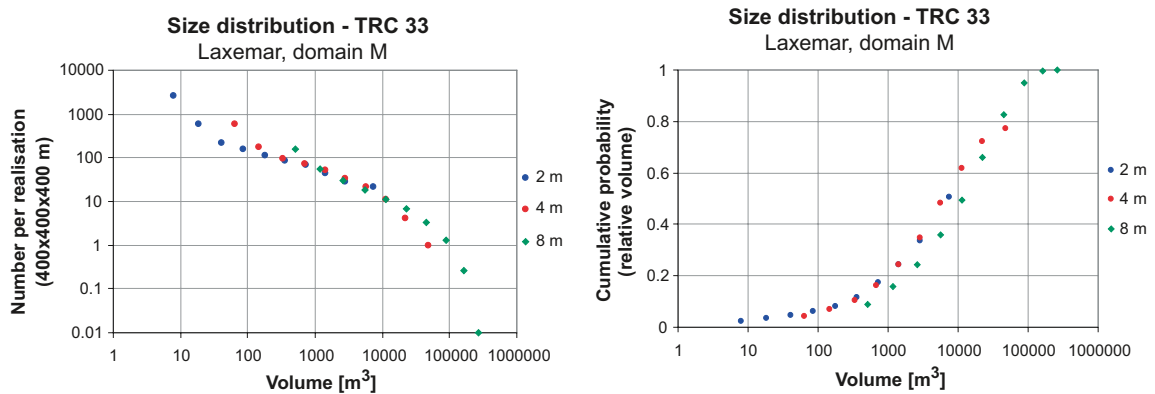 Size distribution - TRC 33
Laxemar, domain M
Number per realisation
(400x400x400 m)
10000
1000
100
10
1
0.1
0.01
1 10 100 1000 10000 100000 1000000
Volume [m³]
2 m
4 m
8 m
Size distribution - TRC 33
Laxemar, domain M
Cumulative probability
(relative volume)
1
0.8
0.6
0.4
0.2
0
1 10 100 1000 10000 100000 1000000
Volume [m³]
2 m
4 m
8 m